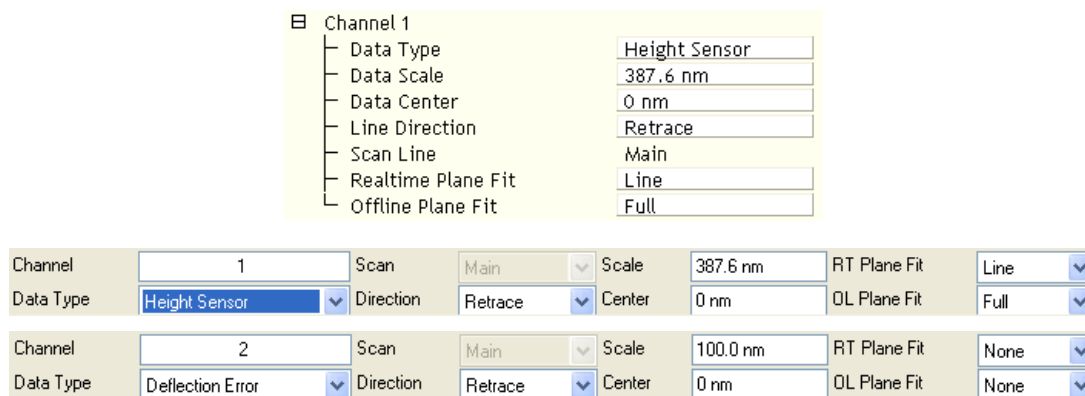 Channel 1
Data Type Height Sensor
Data Scale 387.6 nm
Data Center 0 nm
Line Direction Retrace
Scan Line Main
Realtime Plane Fit Line
Offline Plane Fit Full
Channel 1 Scan Main Scale 387.6 nm RT Plane Fit Line
Data Type Height Sensor Direction Retrace Center 0 nm OL Plane Fit Full
Channel 2 Scan Main Scale 100.0 nm RT Plane Fit None
Data Type Deflection Error Direction Retrace Center 0 nm OL Plane Fit None